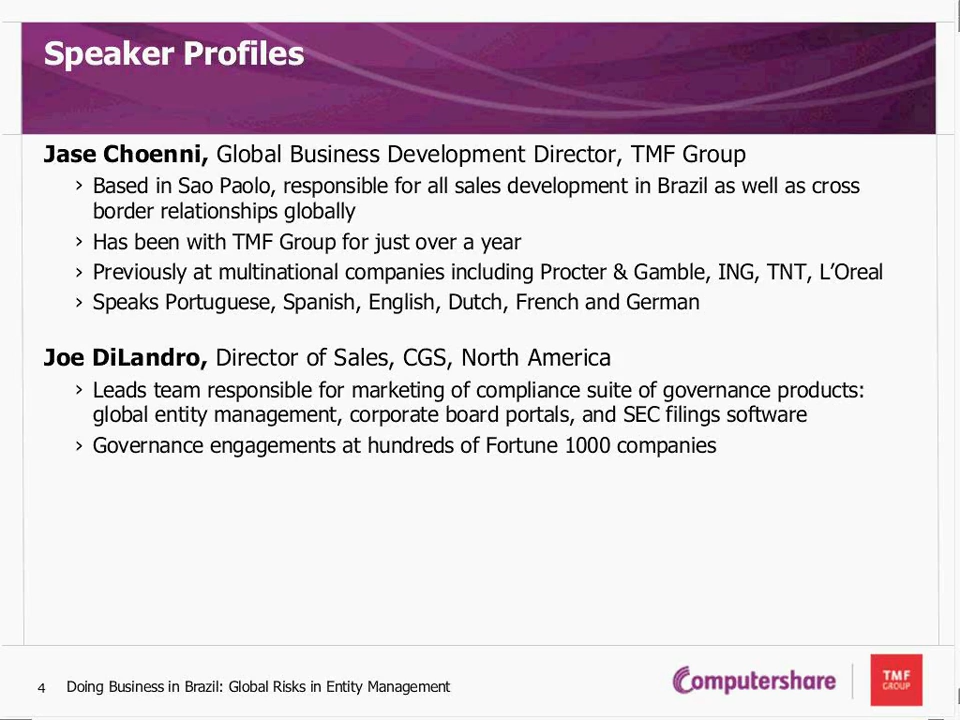 Speaker Profiles
Jase Choenni, Global Business Development Director, TMF Group
› Based in Sao Paolo, responsible for all sales development in Brazil as well as cross
border relationships globally
› Has been with TMF Group for just over a year
› Previously at multinational companies including Procter & Gamble, ING, TNT, L’Oreal
› Speaks Portuguese, Spanish, English, Dutch, French and German
Joe DiLandro, Director of Sales, CGS, North America
› Leads team responsible for marketing of compliance suite of governance products:
global entity management, corporate board portals, and SEC filings software
› Governance engagements at hundreds of Fortune 1000 companies
4 Doing Business in Brazil: Global Risks in Entity Management
Computershare
TMF
GROUP